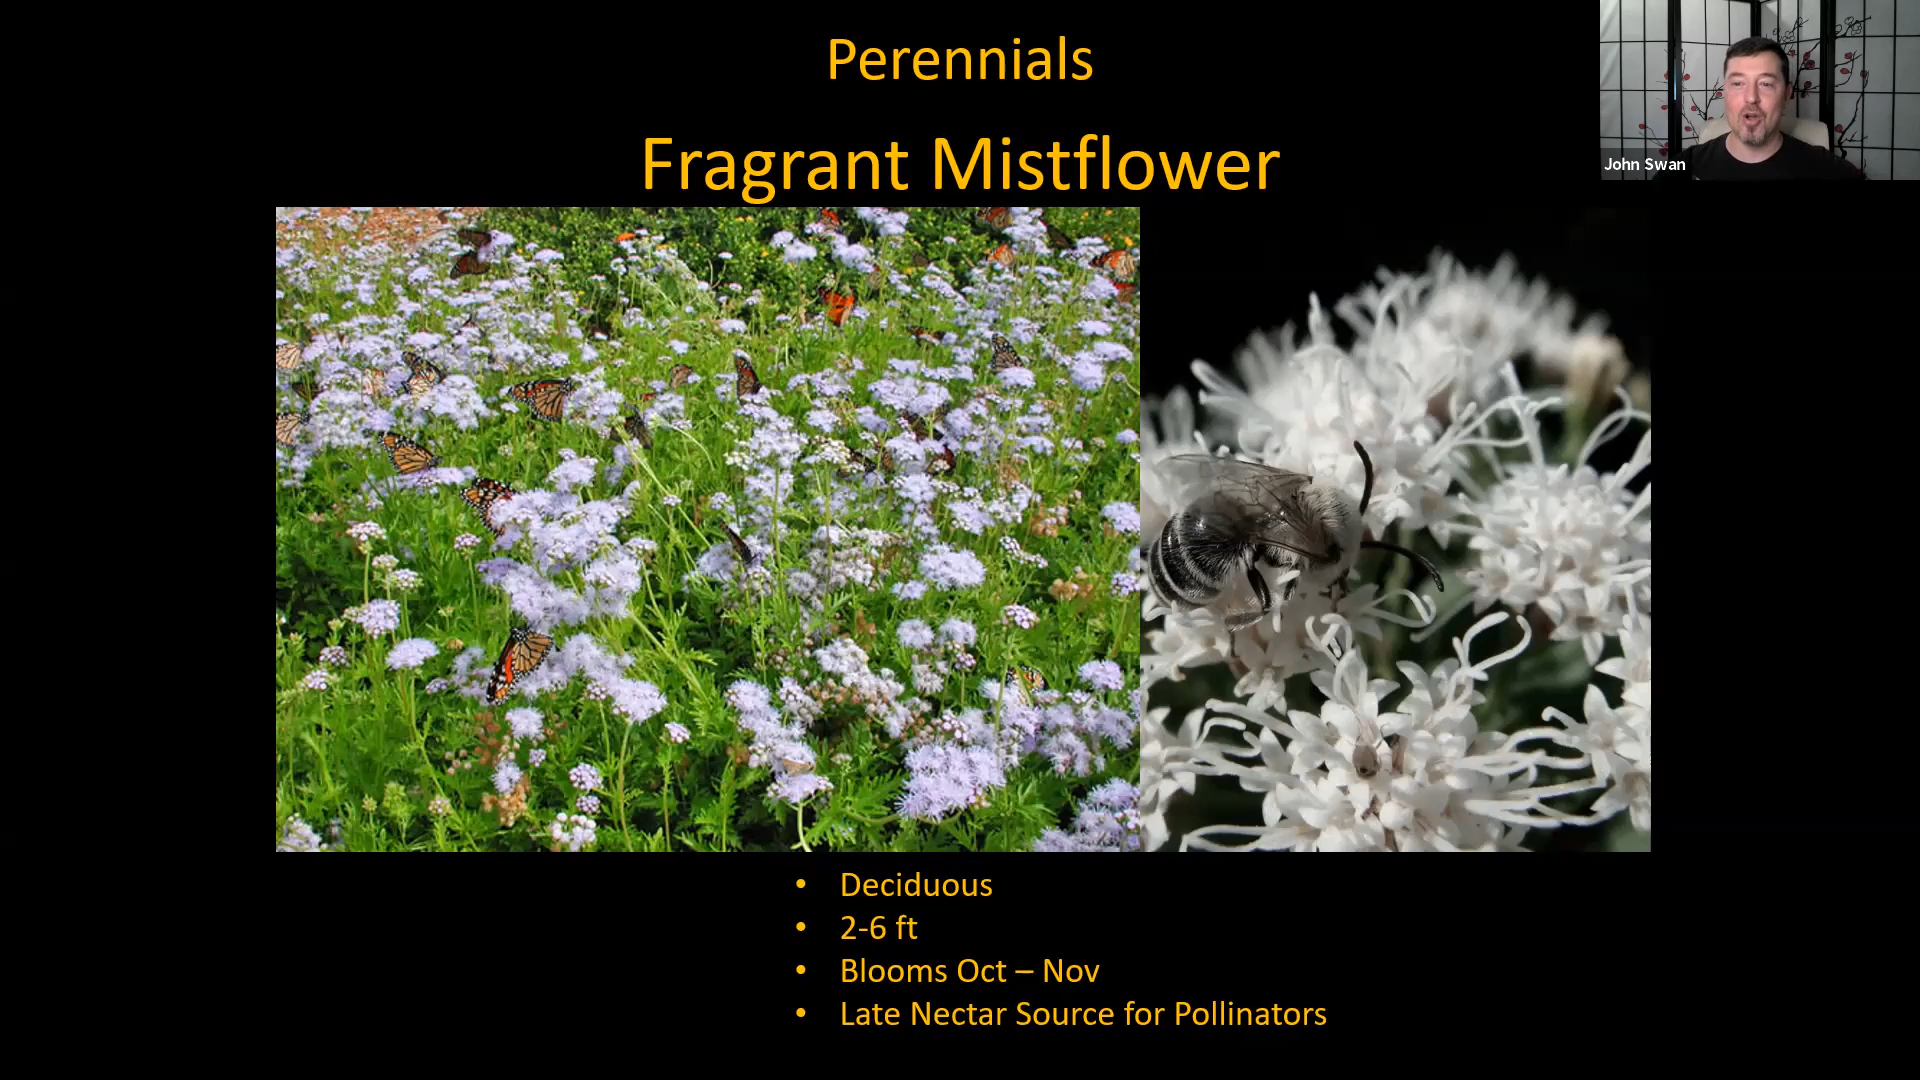 Perennials
Fragrant Mistflower
John Swan
• Deciduous
• 2-6 ft
• Blooms Oct – Nov
• Late Nectar Source for Pollinators